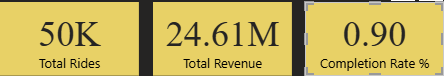 50K
Total Rides
24.61M
Total Revenue
0.90
Completion Rate %